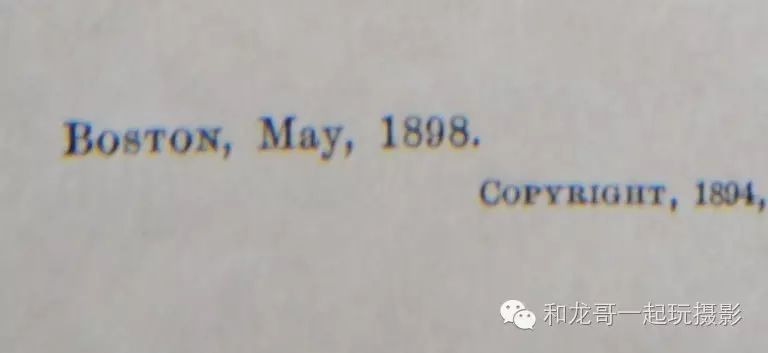 Boston, May, 1898.
Copyright, 1894,
和龙哥一起玩摄影